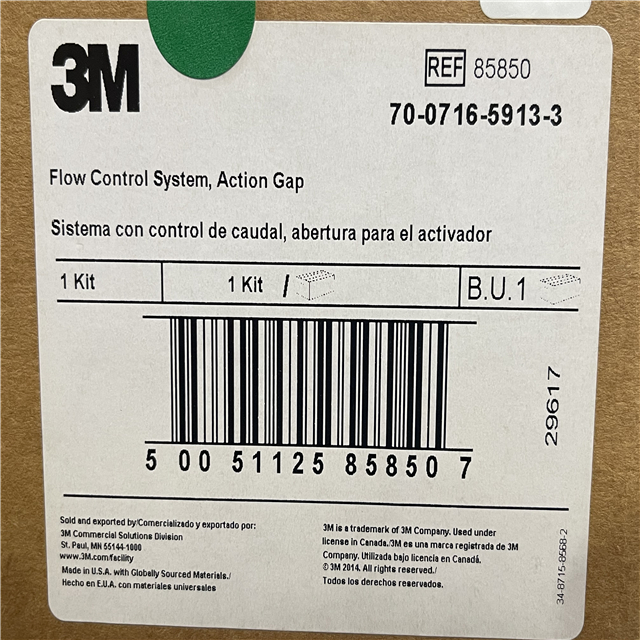 3M
REF 85850
70-0716-5913-3
Flow Control System, Action Gap
Sistema con control de caudal, abertura para el activador
1 Kit 1 Kit / B.U.1
29617
5 00 51125 85850 7
Sold and exported by/Comercializado y exportado por:
3M Commercial Solutions Division
St. Paul, MN 55144-1000
www.3M.com/facility
Made in U.S.A. with Globally Sourced Materials./
Hecho en E.U.A. con materiales universales
3M is a trademark of 3M Company. Used under
license in Canada./3M es una marca registrada de 3M
Company. Utilizada bajo licencia en Canadá.
© 3M 2014. All rights reserved./
Todos los derechos reservados.
34-8715-8568-2